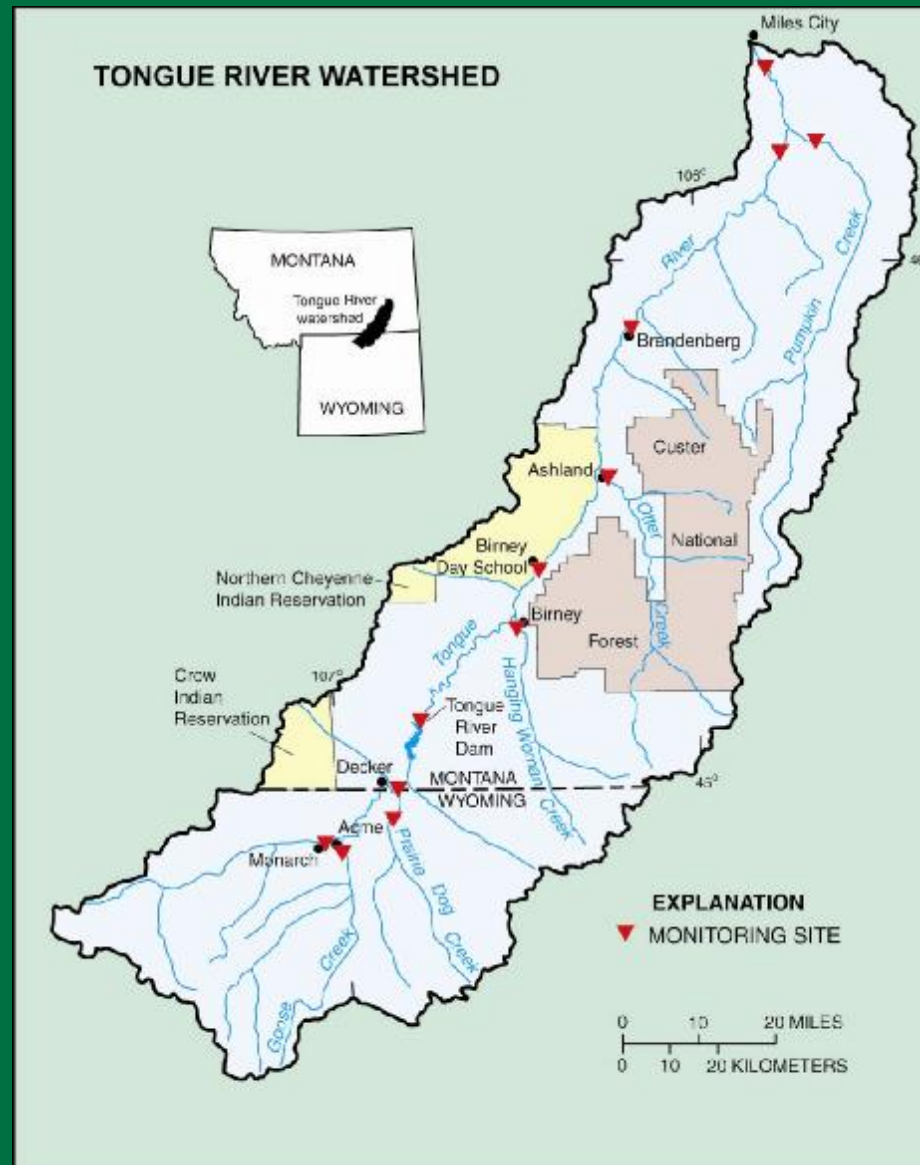 TONGUE RIVER WATERSHED
Miles City
106°
MONTANA
Tongue River
watershed
WYOMING
River
Pumpkin
Creek
Brandenberg
Custer
National
Forest
Ashland
Otter
Creek
Birney
Day School
Northern Cheyenne
Indian Reservation
Birney
Tongue
Hanging Woman Creek
Crow
Indian
Reservation
107°
Tongue
River
Dam
Decker
MONTANA
WYOMING
45°
Acme
Monarch
Prairie Dog Creek
Goose Creek
EXPLANATION
MONITORING SITE
0 10 20 MILES
0 10 20 KILOMETERS